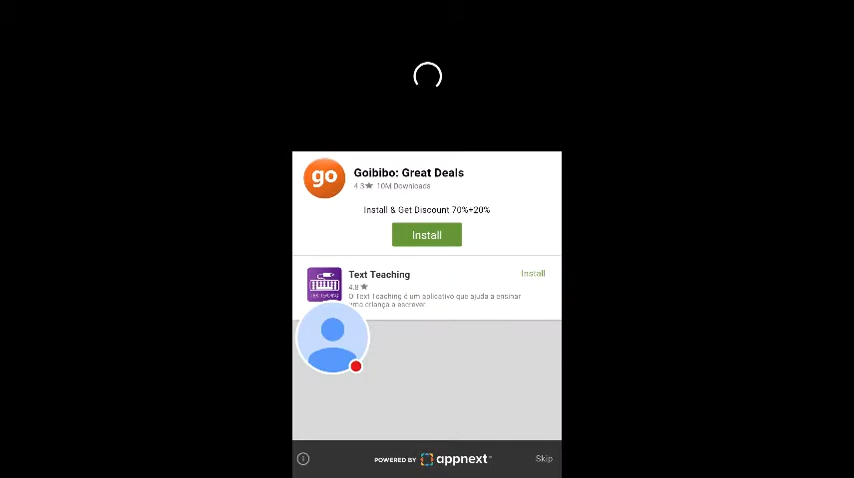 go
Goibibo: Great Deals
4.3★ 10M Downloads
Install & Get Discount 70%+20%
Install
Text Teaching
Install
4.8★
O Text Teaching é um aplicativo que ajuda a ensinar
uma criança a escrever
POWERED BY appnext
Skip